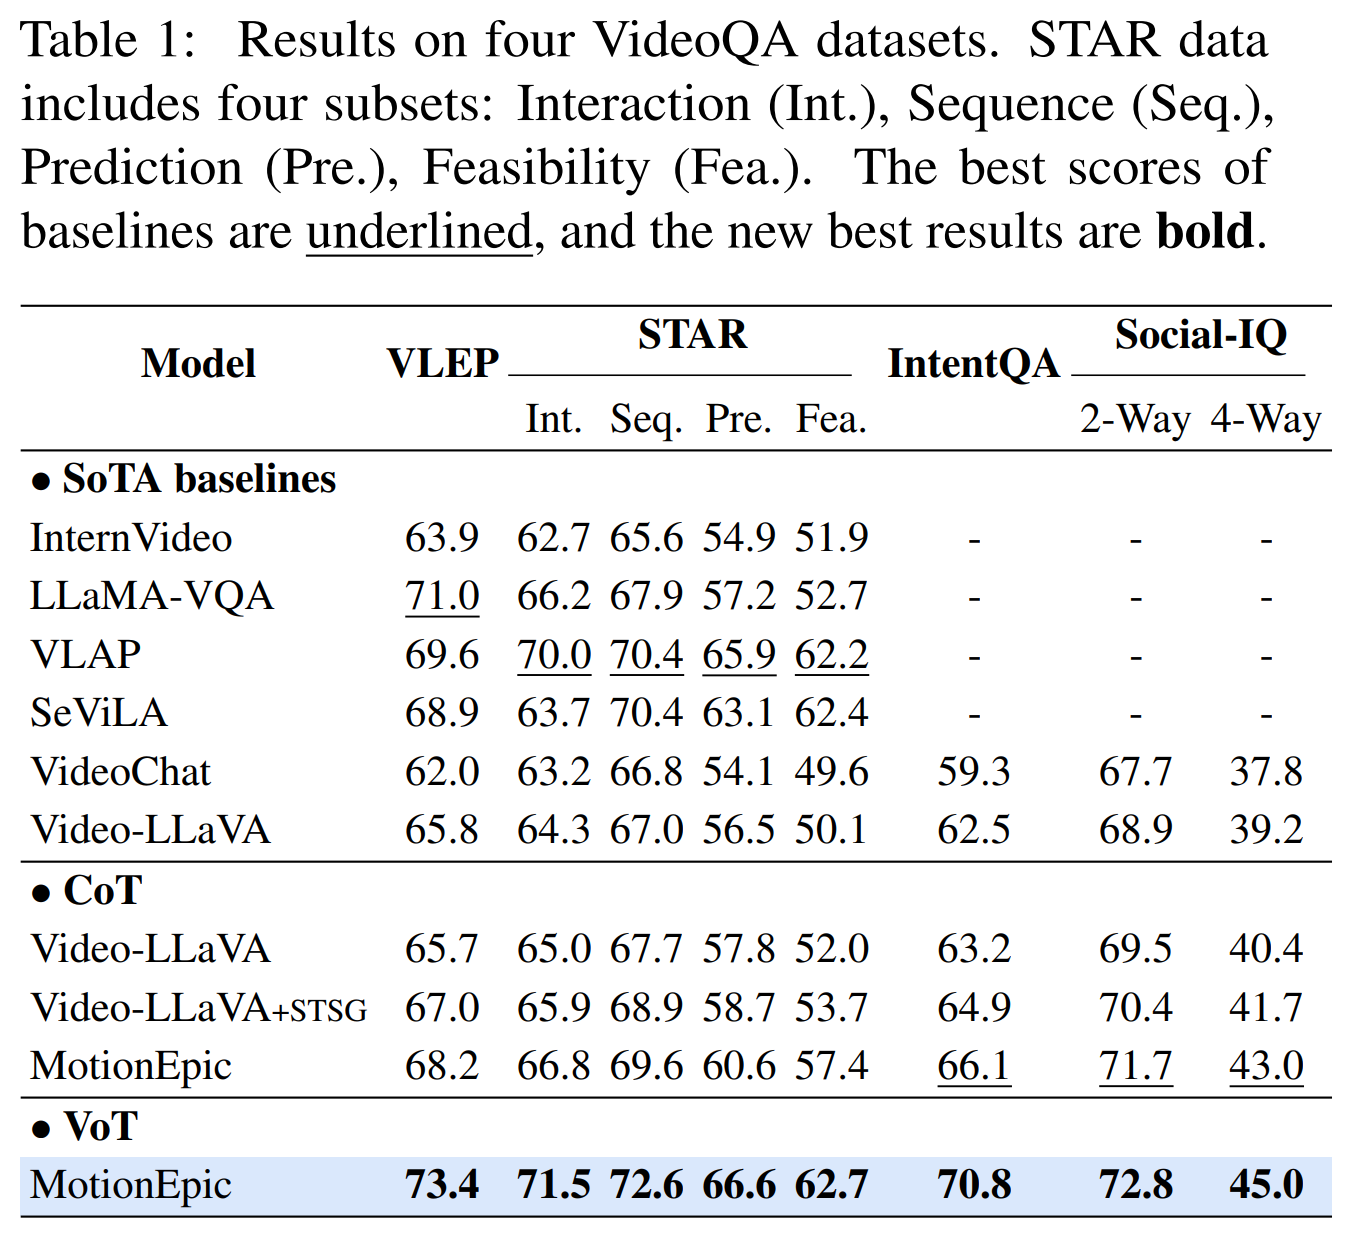 Table 1: Results on four VideoQA datasets. STAR data
includes four subsets: Interaction (Int.), Sequence (Seq.),
Prediction (Pre.), Feasibility (Fea.). The best scores of
baselines are underlined, and the new best results are bold.
Model VLEP STAR IntentQA Social-IQ
Int. Seq. Pre. Fea. 2-Way 4-Way
● SoTA baselines
InternVideo 63.9 62.7 65.6 54.9 51.9 - - -
LLaMA-VQA 71.0 66.2 67.9 57.2 52.7 - - -
VLAP 69.6 70.0 70.4 65.9 62.2 - - -
SeViLA 68.9 63.7 70.4 63.1 62.4 - - -
VideoChat 62.0 63.2 66.8 54.1 49.6 59.3 67.7 37.8
Video-LLaVA 65.8 64.3 67.0 56.5 50.1 62.5 68.9 39.2
● CoT
Video-LLaVA 65.7 65.0 67.7 57.8 52.0 63.2 69.5 40.4
Video-LLaVA+STSG 67.0 65.9 68.9 58.7 53.7 64.9 70.4 41.7
MotionEpic 68.2 66.8 69.6 60.6 57.4 66.1 71.7 43.0
● VoT
MotionEpic 73.4 71.5 72.6 66.6 62.7 70.8 72.8 45.0